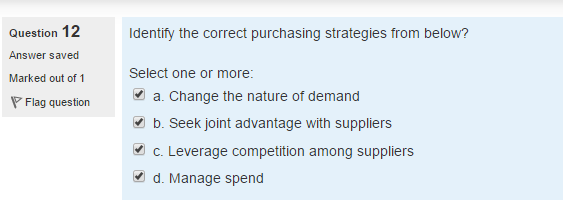 Question 12
Answer saved
Marked out of 1
Flag question
Identify the correct purchasing strategies from below?
Select one or more:
a. Change the nature of demand
b. Seek joint advantage with suppliers
c. Leverage competition among suppliers
d. Manage spend